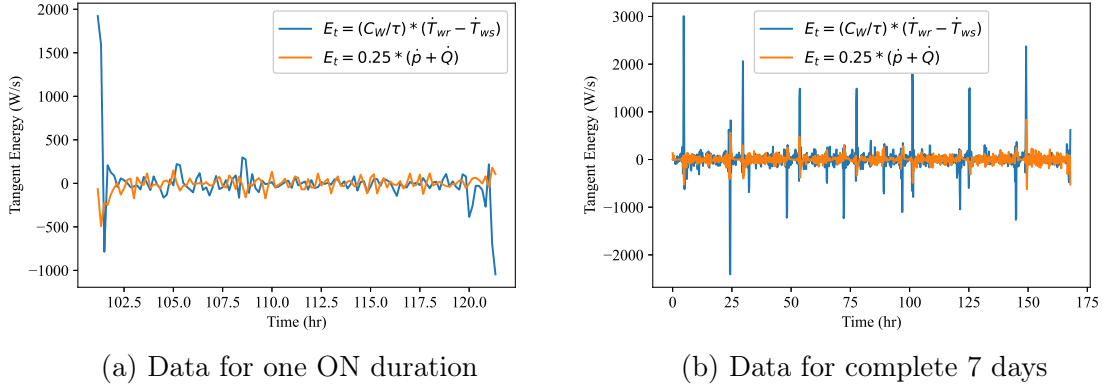 2000
1500
1000
500
0
−500
−1000
Tangent Energy (W/s)
E_t = (C_W/τ) * (Ṫ_wr − Ṫ_ws)
E_t = 0.25 * (ṗ + Q̇)
102.5 105.0 107.5 110.0 112.5 115.0 117.5 120.0
Time (hr)
(a) Data for one ON duration
3000
2000
1000
0
−1000
−2000
Tangent Energy (W/s)
E_t = (C_W/τ) * (Ṫ_wr − Ṫ_ws)
E_t = 0.25 * (ṗ + Q̇)
0 25 50 75 100 125 150 175
Time (hr)
(b) Data for complete 7 days